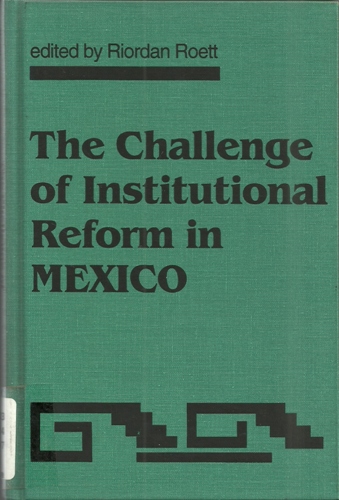 edited by Riordan Roett
The Challenge
of Institutional
Reform in
MEXICO